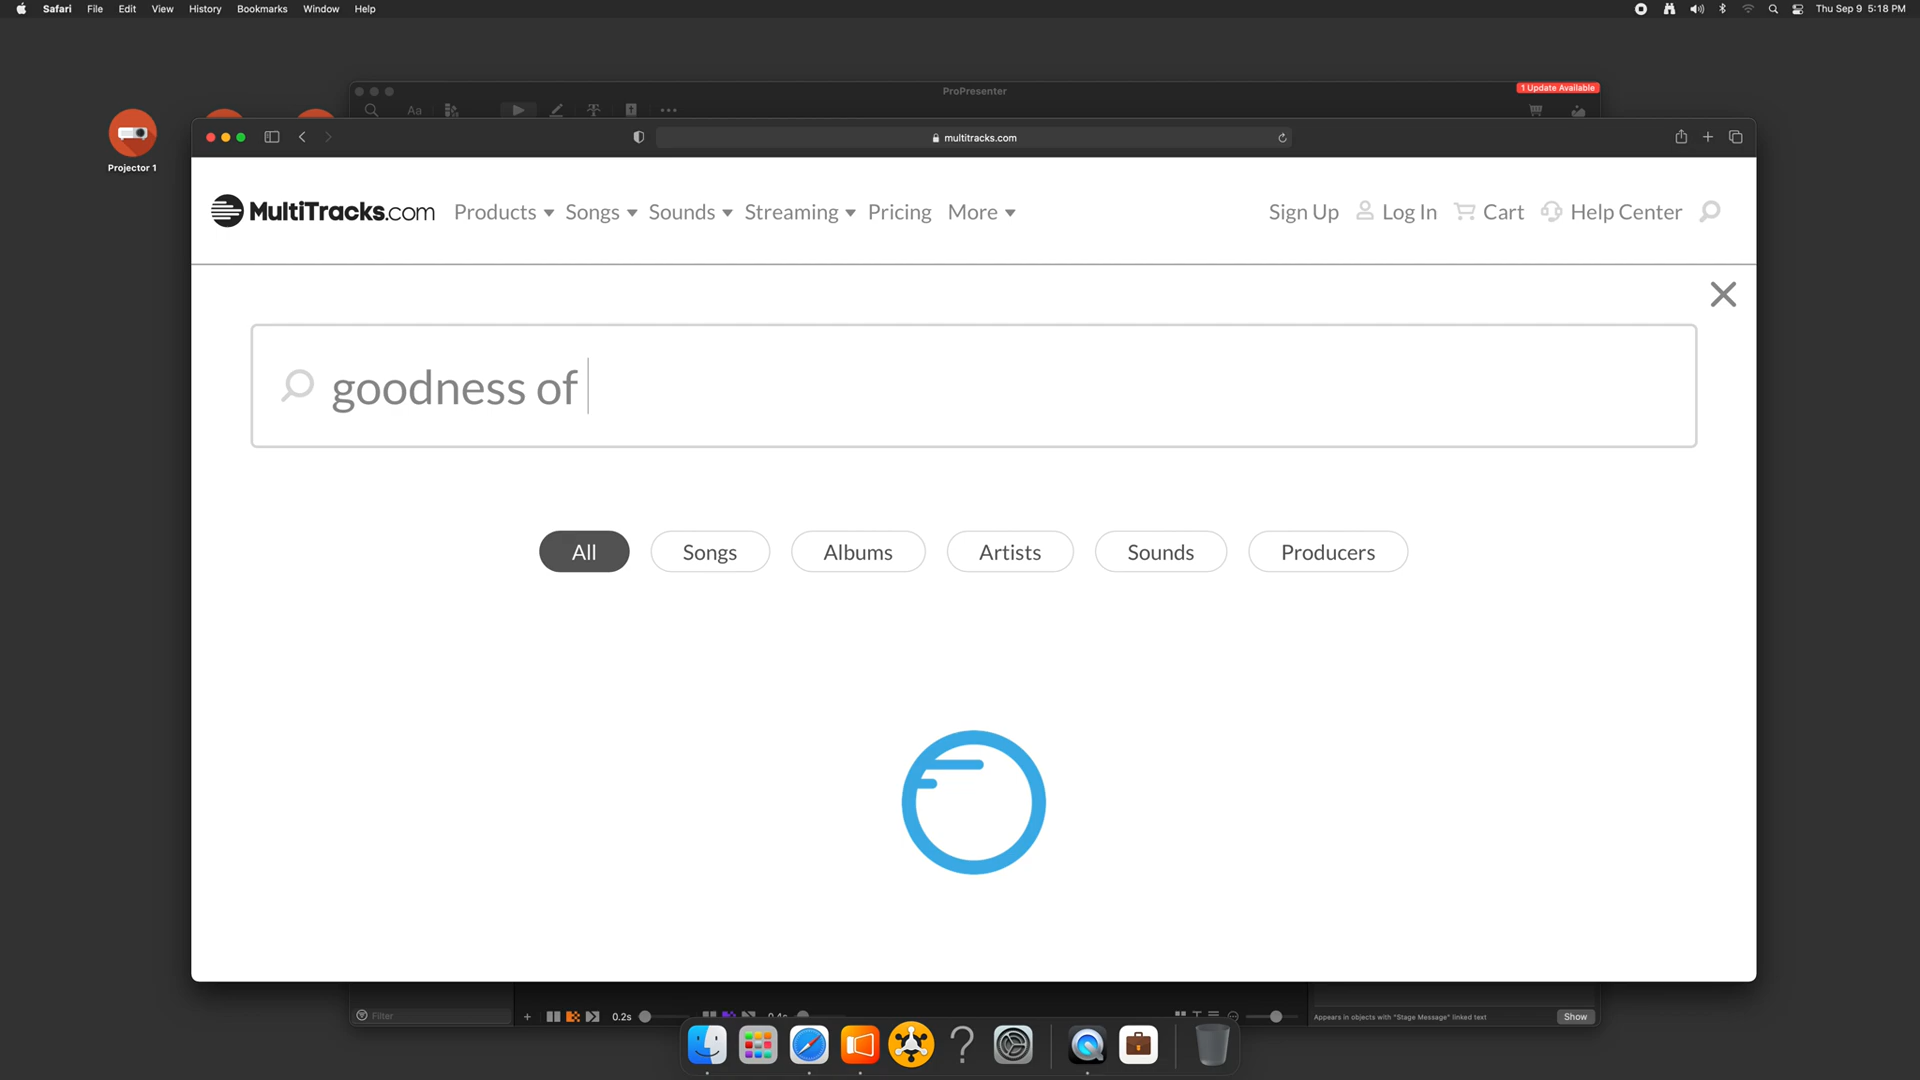 Safari File Edit View History Bookmarks Window Help
Thu Sep 9 5:18 PM
ProPresenter
1 Update Available
Aa
Projector 1
multitracks.com
MultiTracks.com Products Songs Sounds Streaming Pricing More Sign Up Log In Cart Help Center
goodness of
All Songs Albums Artists Sounds Producers
Filter
0.2s
Appears in objects with "Stage Message" linked text
Show